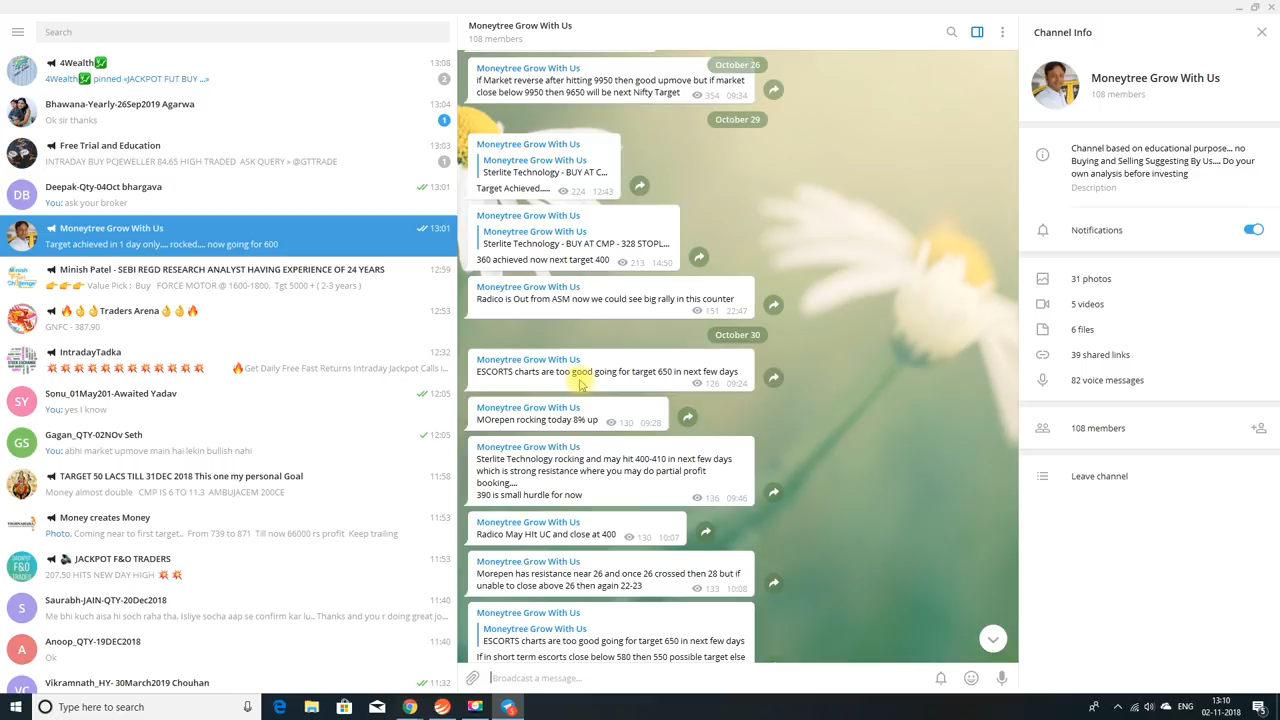 Search
4Wealth
13:08
4Wealth pinned «JACKPOT FUT BUY ...»
2
Bhawana-Yearly-26Sep2019 Agarwa
13:04
Ok sir thanks
1
Free Trial and Education
13:03
INTRADAY BUY PCJEWELLER 84.65 HIGH TRADED ASK QUERY » @GTTRADE
1
DB
Deepak-Qty-04Oct bhargava
13:01
You: ask your broker
Moneytree Grow With Us
13:01
Target achieved in 1 day only.... rocked.... now going for 600
Minish Patel - SEBI REGD RESEARCH ANALYST HAVING EXPERIENCE OF 24 YEARS
12:59
Value Pick : Buy FORCE MOTOR @ 1600-1800, Tgt 5000 + ( 2-3 years )
Traders Arena
12:53
GNFC - 387.90
IntradayTadka
12:32
Get Daily Free Fast Returns Intraday Jackpot Calls i...
SY
Sonu_01May201-Awaited Yadav
12:05
You: yes I know
GS
Gagan_QTY-02NOv Seth
12:05
You: abhi market upmove main hai lekin bullish nahi
TARGET 50 LACS TILL 31DEC 2018 This one my personal Goal
11:58
Money almost double CMP IS 6 TO 11.3 AMBUJACEM 200CE
Money creates Money
11:53
Photo, Coming near to first target.. From 739 to 871 Till now 66000 rs profit Keep trailing
JACKPOT F&O TRADERS
11:53
207.50 HITS NEW DAY HIGH
S
Saurabh-JAIN-QTY-20Dec2018
11:40
Me bhi kuch aisa hi soch raha tha, Isliye socha aap se confirm kar lu.. Thanks and you r doing great jo...
A
Anoop_QTY-19DEC2018
11:40
Ok
VC
Vikramnath_HY- 30March2019 Chouhan
11:32
Moneytree Grow With Us
108 members
October 26
Moneytree Grow With Us
if Market reverse after hitting 9950 then good upmove but if market
close below 9950 then 9650 will be next Nifty Target
354 09:34
October 29
Moneytree Grow With Us
Moneytree Grow With Us
Sterlite Technology - BUY AT C...
Target Achieved.....
224 12:43
Moneytree Grow With Us
Moneytree Grow With Us
Sterlite Technology - BUY AT CMP - 328 STOPL...
360 achieved now next target 400
213 14:50
Moneytree Grow With Us
Radico is Out from ASM now we could see big rally in this counter
151 22:47
October 30
Moneytree Grow With Us
ESCORTS charts are too good going for target 650 in next few days
126 09:24
Moneytree Grow With Us
MOrepen rocking today 8% up
130 09:28
Moneytree Grow With Us
Sterlite Technology rocking and may hit 400-410 in next few days
which is strong resistance where you may do partial profit
booking....
390 is small hurdle for now
136 09:46
Moneytree Grow With Us
Radico May HIt UC and close at 400
130 10:07
Moneytree Grow With Us
Morepen has resistance near 26 and once 26 crossed then 28 but if
unable to close above 26 then again 22-23
133 10:08
Moneytree Grow With Us
Moneytree Grow With Us
ESCORTS charts are too good going for target 650 in next few days
If in short term escorts close below 580 then 550 possible target else
Broadcast a message...
Channel Info
Moneytree Grow With Us
108 members
Channel based on educational purpose... no
Buying and Selling Suggesting By Us.... Do your
own analysis before investing
Description
Notifications
31 photos
5 videos
6 files
39 shared links
82 voice messages
108 members
Leave channel
Type here to search
ENG
13:10
02-11-2018